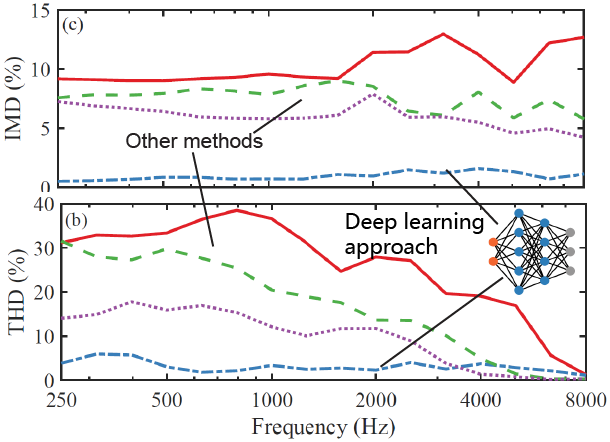 15
(c)
10
IMD (%)
5
0
Other methods
40
(b)
Deep learning
approach
30
THD (%)
20
10
0
250
500
1000
2000
4000
8000
Frequency (Hz)